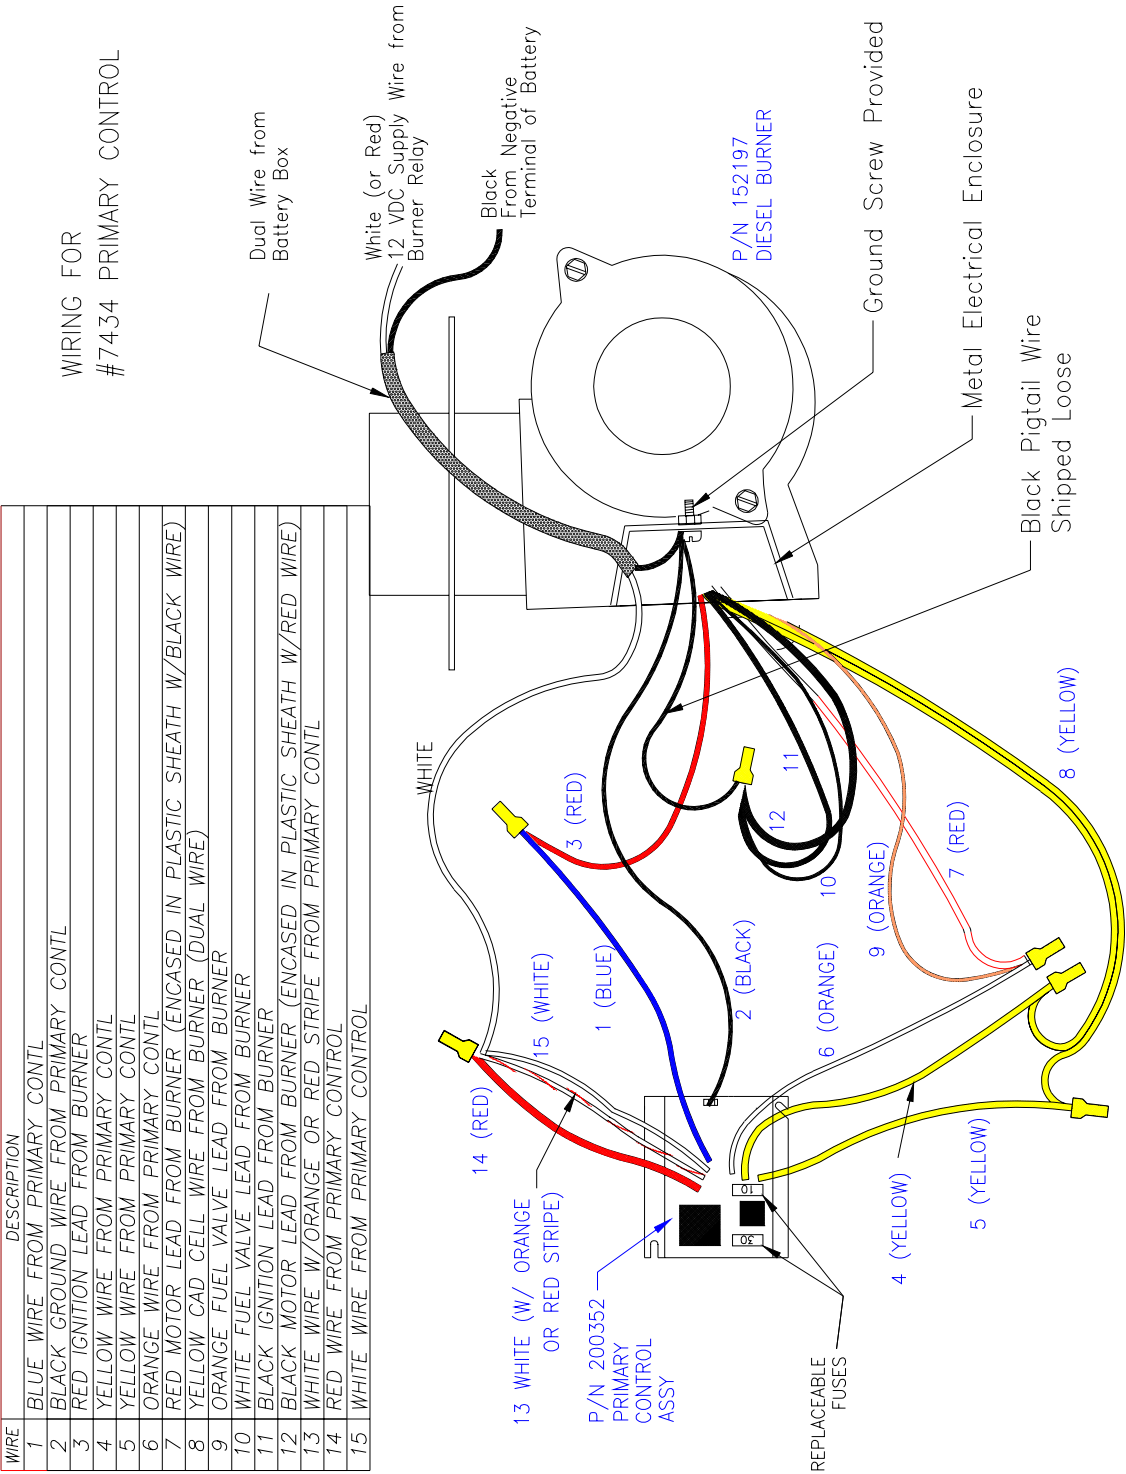 WIRING FOR
#7434 PRIMARY CONTROL
WIRE DESCRIPTION
1 BLUE WIRE FROM PRIMARY CONTL
2 BLACK GROUND WIRE FROM PRIMARY CONTL
3 RED IGNITION LEAD FROM BURNER
4 YELLOW WIRE FROM PRIMARY CONTL
5 YELLOW WIRE FROM PRIMARY CONTL
6 ORANGE WIRE FROM PRIMARY CONTL
7 RED MOTOR LEAD FROM BURNER (ENCASED IN PLASTIC SHEATH W/BLACK WIRE)
8 YELLOW CAD CELL WIRE FROM BURNER (DUAL WIRE)
9 ORANGE FUEL VALVE LEAD FROM BURNER
10 WHITE FUEL VALVE LEAD FROM BURNER
11 BLACK IGNITION LEAD FROM BURNER
12 BLACK MOTOR LEAD FROM BURNER (ENCASED IN PLASTIC SHEATH W/RED WIRE)
13 WHITE WIRE W/ORANGE OR RED STRIPE FROM PRIMARY CONTL
14 RED WIRE FROM PRIMARY CONTROL
15 WHITE WIRE FROM PRIMARY CONTROL
Dual Wire from
Battery Box
White (or Red)
12 VDC Supply Wire from
Burner Relay
Black
From Negative
Terminal of Battery
P/N 152197
DIESEL BURNER
Ground Screw Provided
Metal Electrical Enclosure
Black Pigtail Wire
Shipped Loose
WHITE
3 (RED)
12
11
10
8 (YELLOW)
7 (RED)
9 (ORANGE)
6 (ORANGE)
2 (BLACK)
1 (BLUE)
15 (WHITE)
14 (RED)
13 WHITE (W/ ORANGE
OR RED STRIPE)
P/N 200352
PRIMARY
CONTROL
ASSY
10
30
4 (YELLOW)
5 (YELLOW)
REPLACEABLE
FUSES